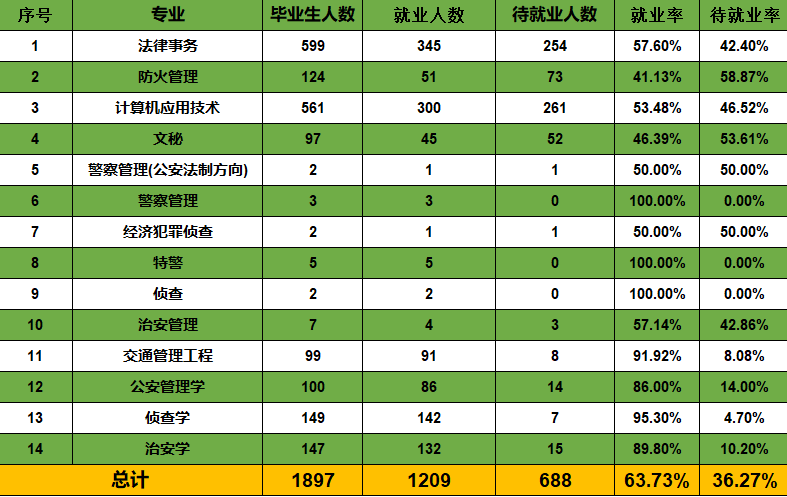 序号 专业 毕业生人数 就业人数 待就业人数 就业率 待就业率
1 法律事务 599 345 254 57.60% 42.40%
2 防火管理 124 51 73 41.13% 58.87%
3 计算机应用技术 561 300 261 53.48% 46.52%
4 文秘 97 45 52 46.39% 53.61%
5 警察管理(公安法制方向) 2 1 1 50.00% 50.00%
6 警察管理 3 3 0 100.00% 0.00%
7 经济犯罪侦查 2 1 1 50.00% 50.00%
8 特警 5 5 0 100.00% 0.00%
9 侦查 2 2 0 100.00% 0.00%
10 治安管理 7 4 3 57.14% 42.86%
11 交通管理工程 99 91 8 91.92% 8.08%
12 公安管理学 100 86 14 86.00% 14.00%
13 侦查学 149 142 7 95.30% 4.70%
14 治安学 147 132 15 89.80% 10.20%
总计 1897 1209 688 63.73% 36.27%